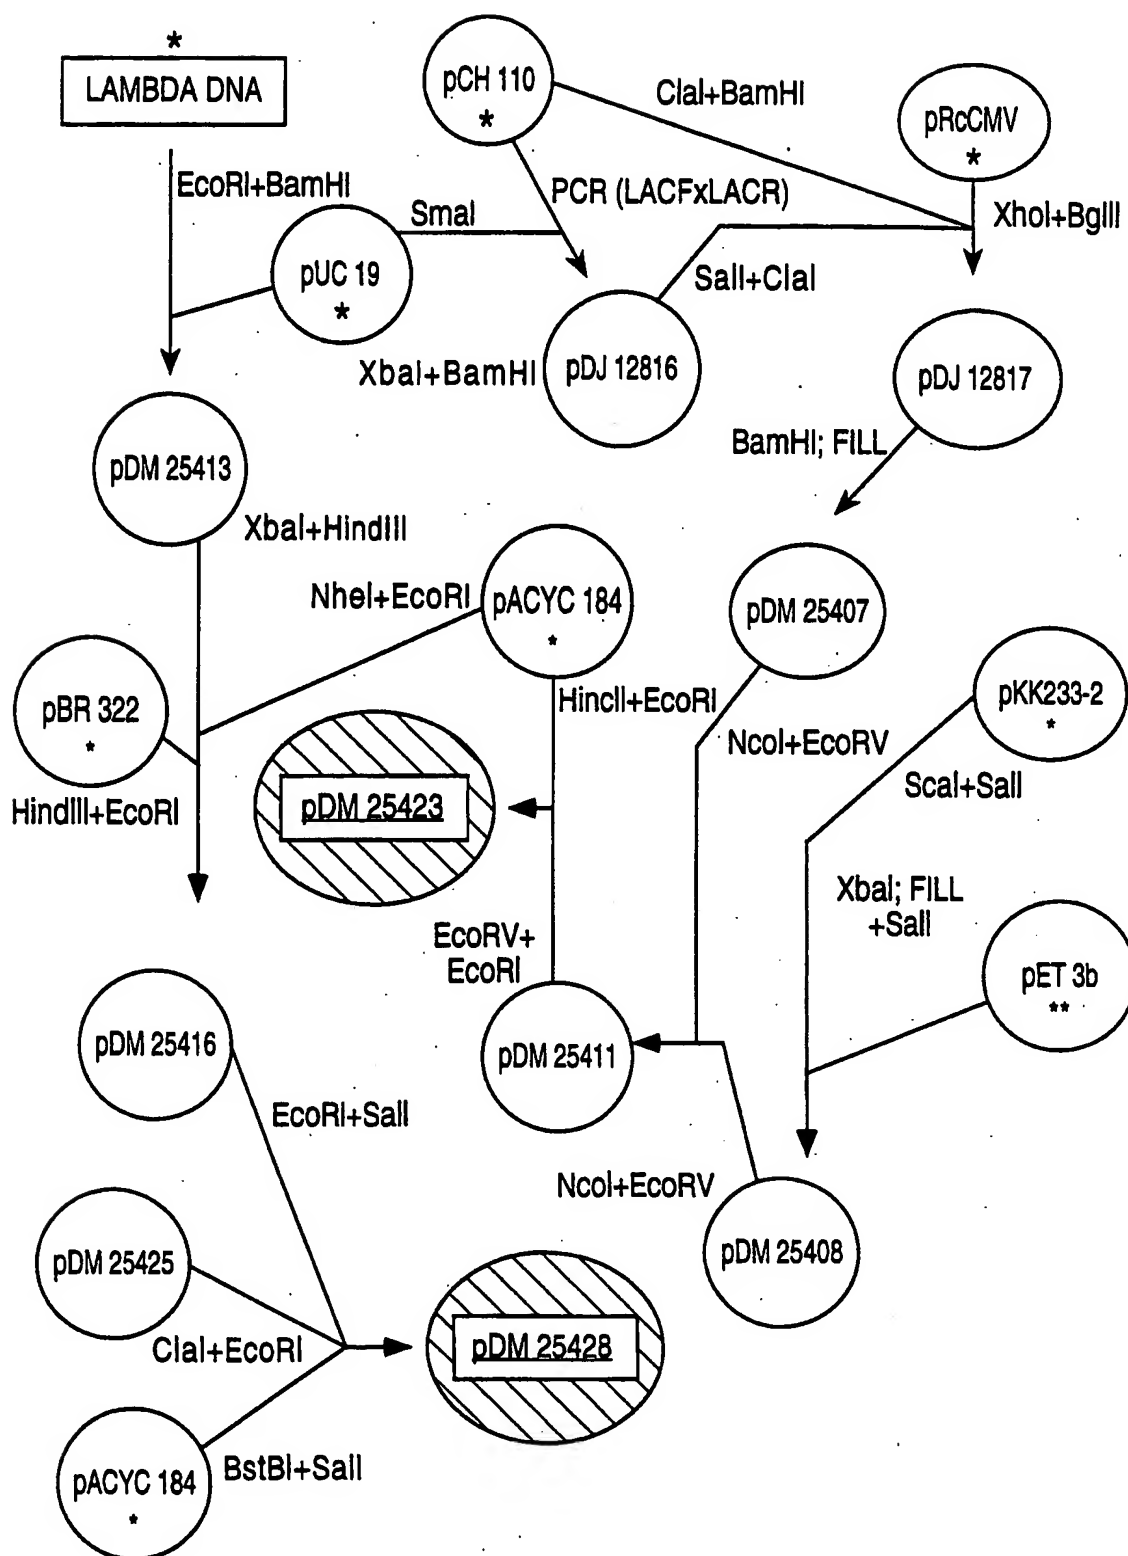 *
LAMBDA DNA
pCH 110
*
ClaI+BamHI
pRcCMV
*
EcoRI+BamHI
SmaI
PCR (LACFxLACR)
XhoI+BglII
pUC 19
*
SalI+ClaI
XbaI+BamHI
pDJ 12816
pDJ 12817
BamHI; FILL
pDM 25413
XbaI+HindIII
NheI+EcoRI
pACYC 184
*
pDM 25407
pBR 322
*
HincII+EcoRI
pKK233-2
*
NcoI+EcoRV
ScaI+SalI
HindIII+EcoRI
pDM 25423
XbaI; FILL
+SalI
EcoRV+
EcoRI
pET 3b
**
pDM 25416
pDM 25411
EcoRI+SalI
NcoI+EcoRV
pDM 25408
pDM 25425
ClaI+EcoRI
pDM 25428
pACYC 184
*
BstBI+SalI